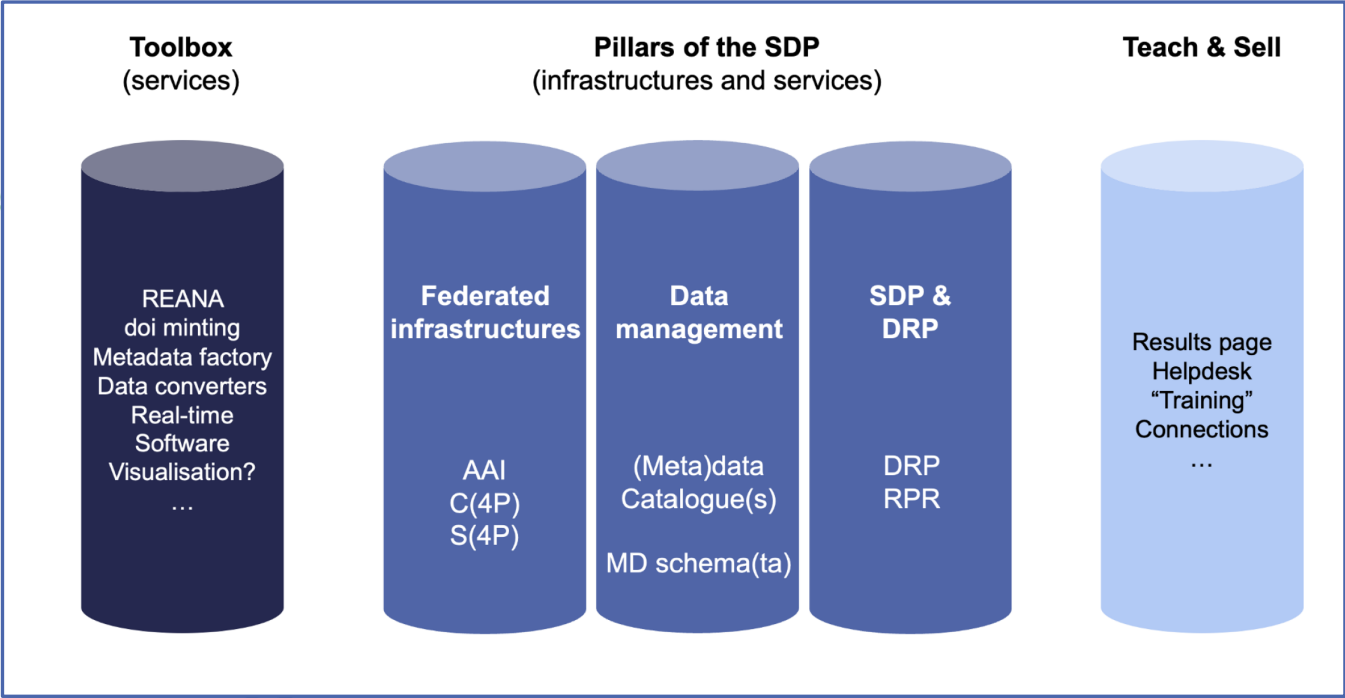 Toolbox
(services)
REANA
doi minting
Metadata factory
Data converters
Real-time
Software
Visualisation?
...
Pillars of the SDP
(infrastructures and services)
Federated
infrastructures
AAI
C(4P)
S(4P)
Data
management
(Meta)data
Catalogue(s)
MD schema(ta)
SDP &
DRP
DRP
RPR
Teach & Sell
Results page
Helpdesk
“Training”
Connections
...